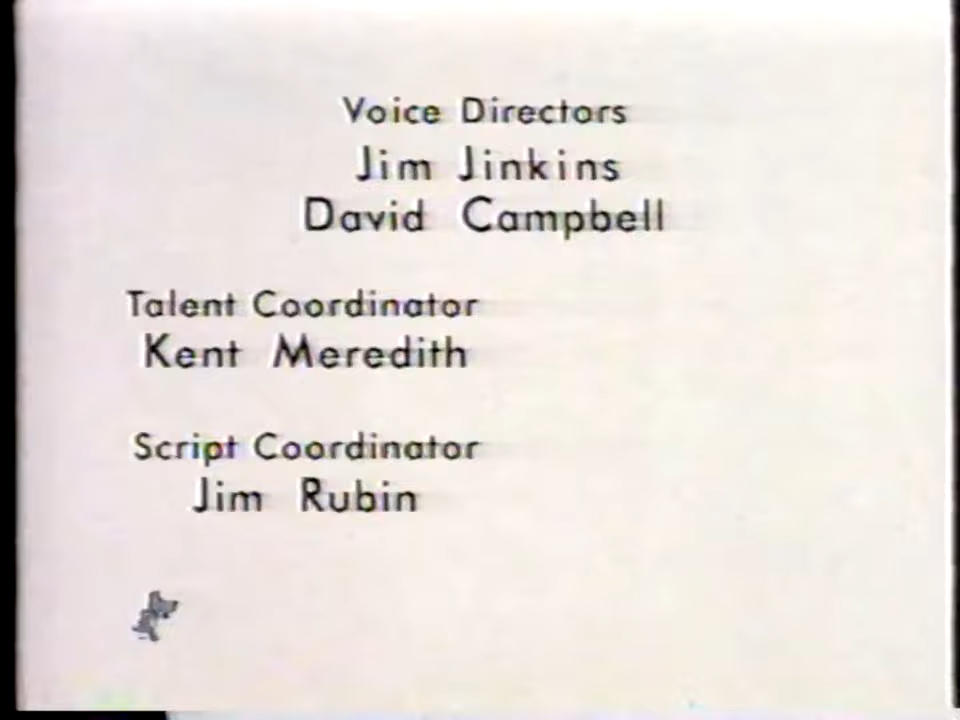 Voice Directors
Jim Jinkins
David Campbell
Talent Coordinator
Kent Meredith
Script Coordinator
Jim Rubin